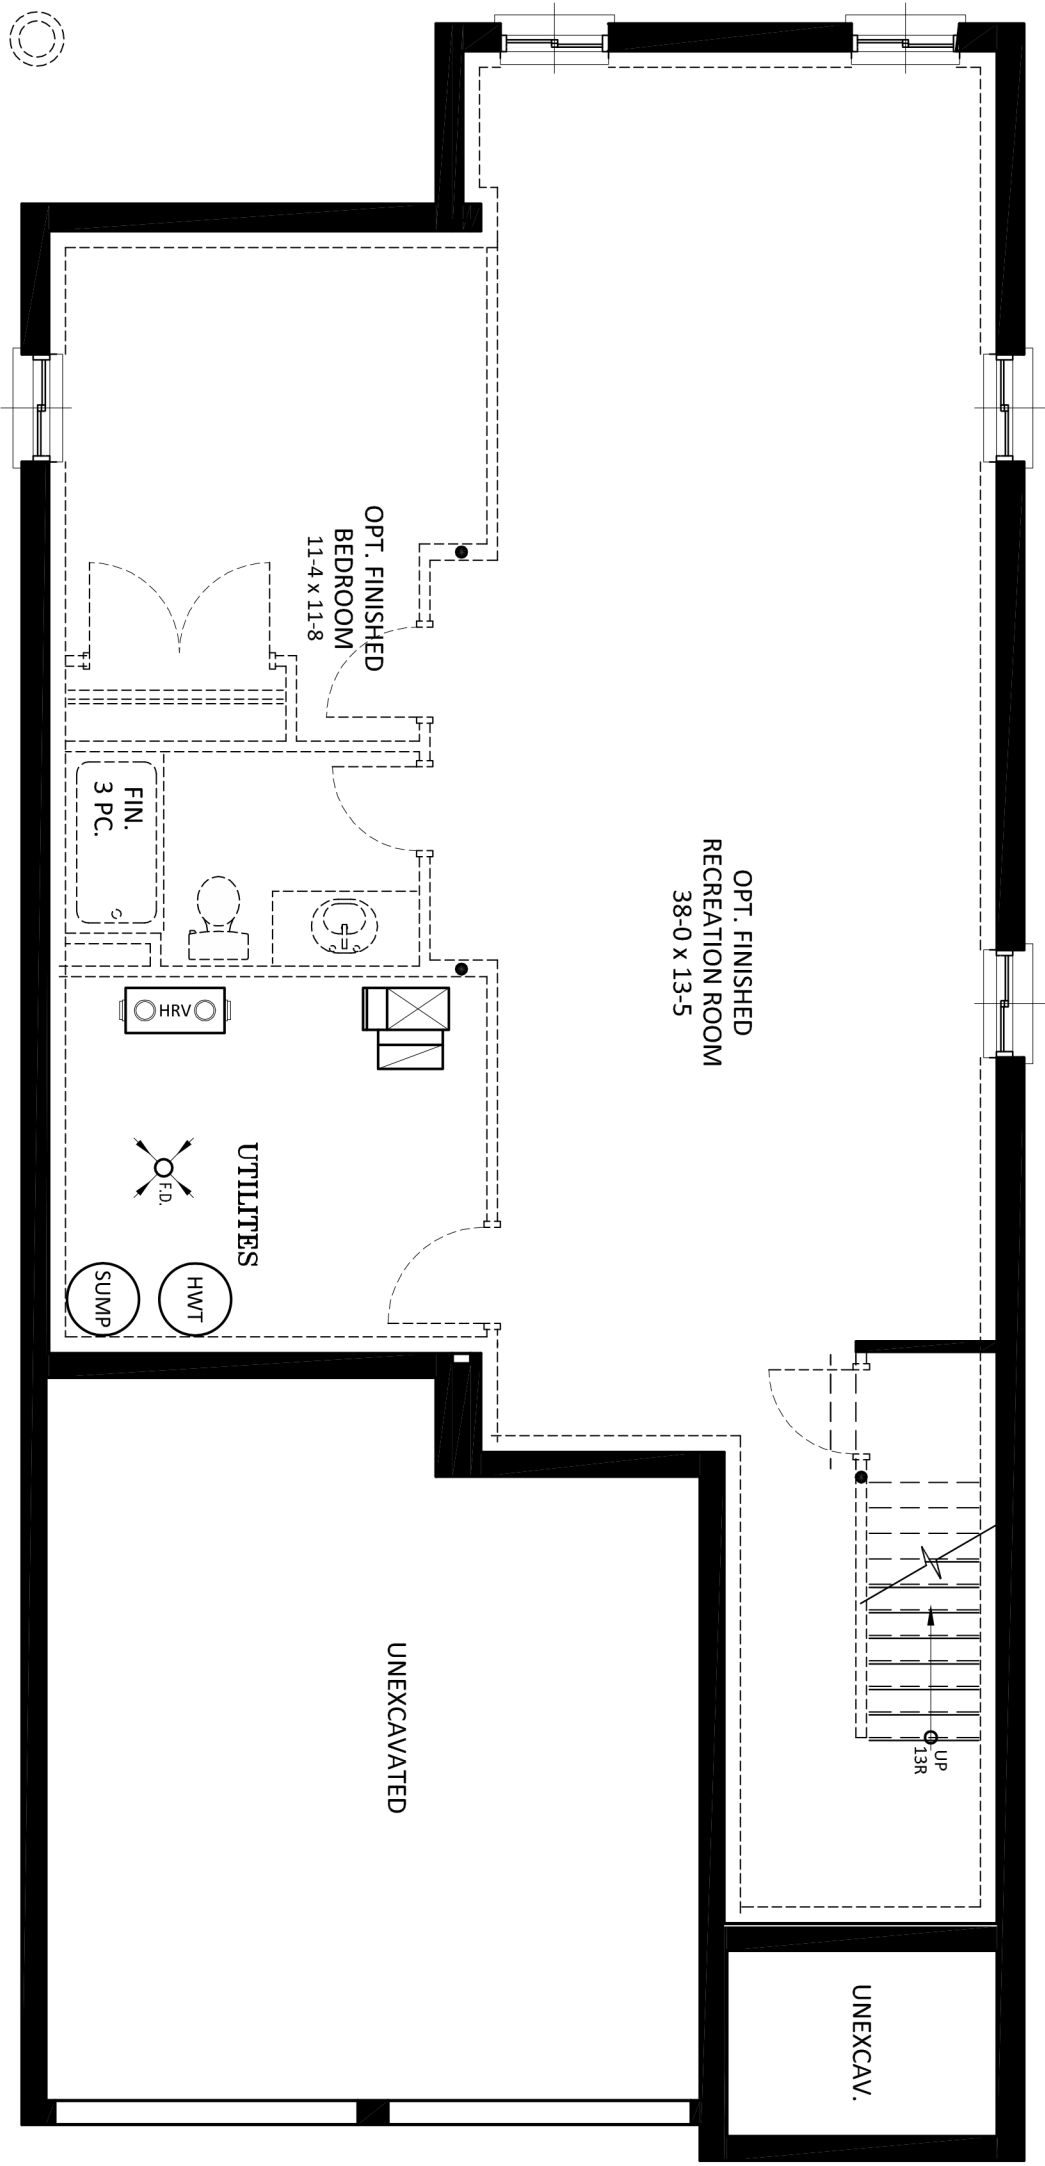 OPT. FINISHED
BEDROOM
11-4 x 11-8
FIN.
3 PC.
OPT. FINISHED
RECREATION ROOM
38-0 x 13-5
HRV
F.D.
UTILITES
SUMP
HWT
UP
13R
UNEXCAVATED
UNEXCAV.